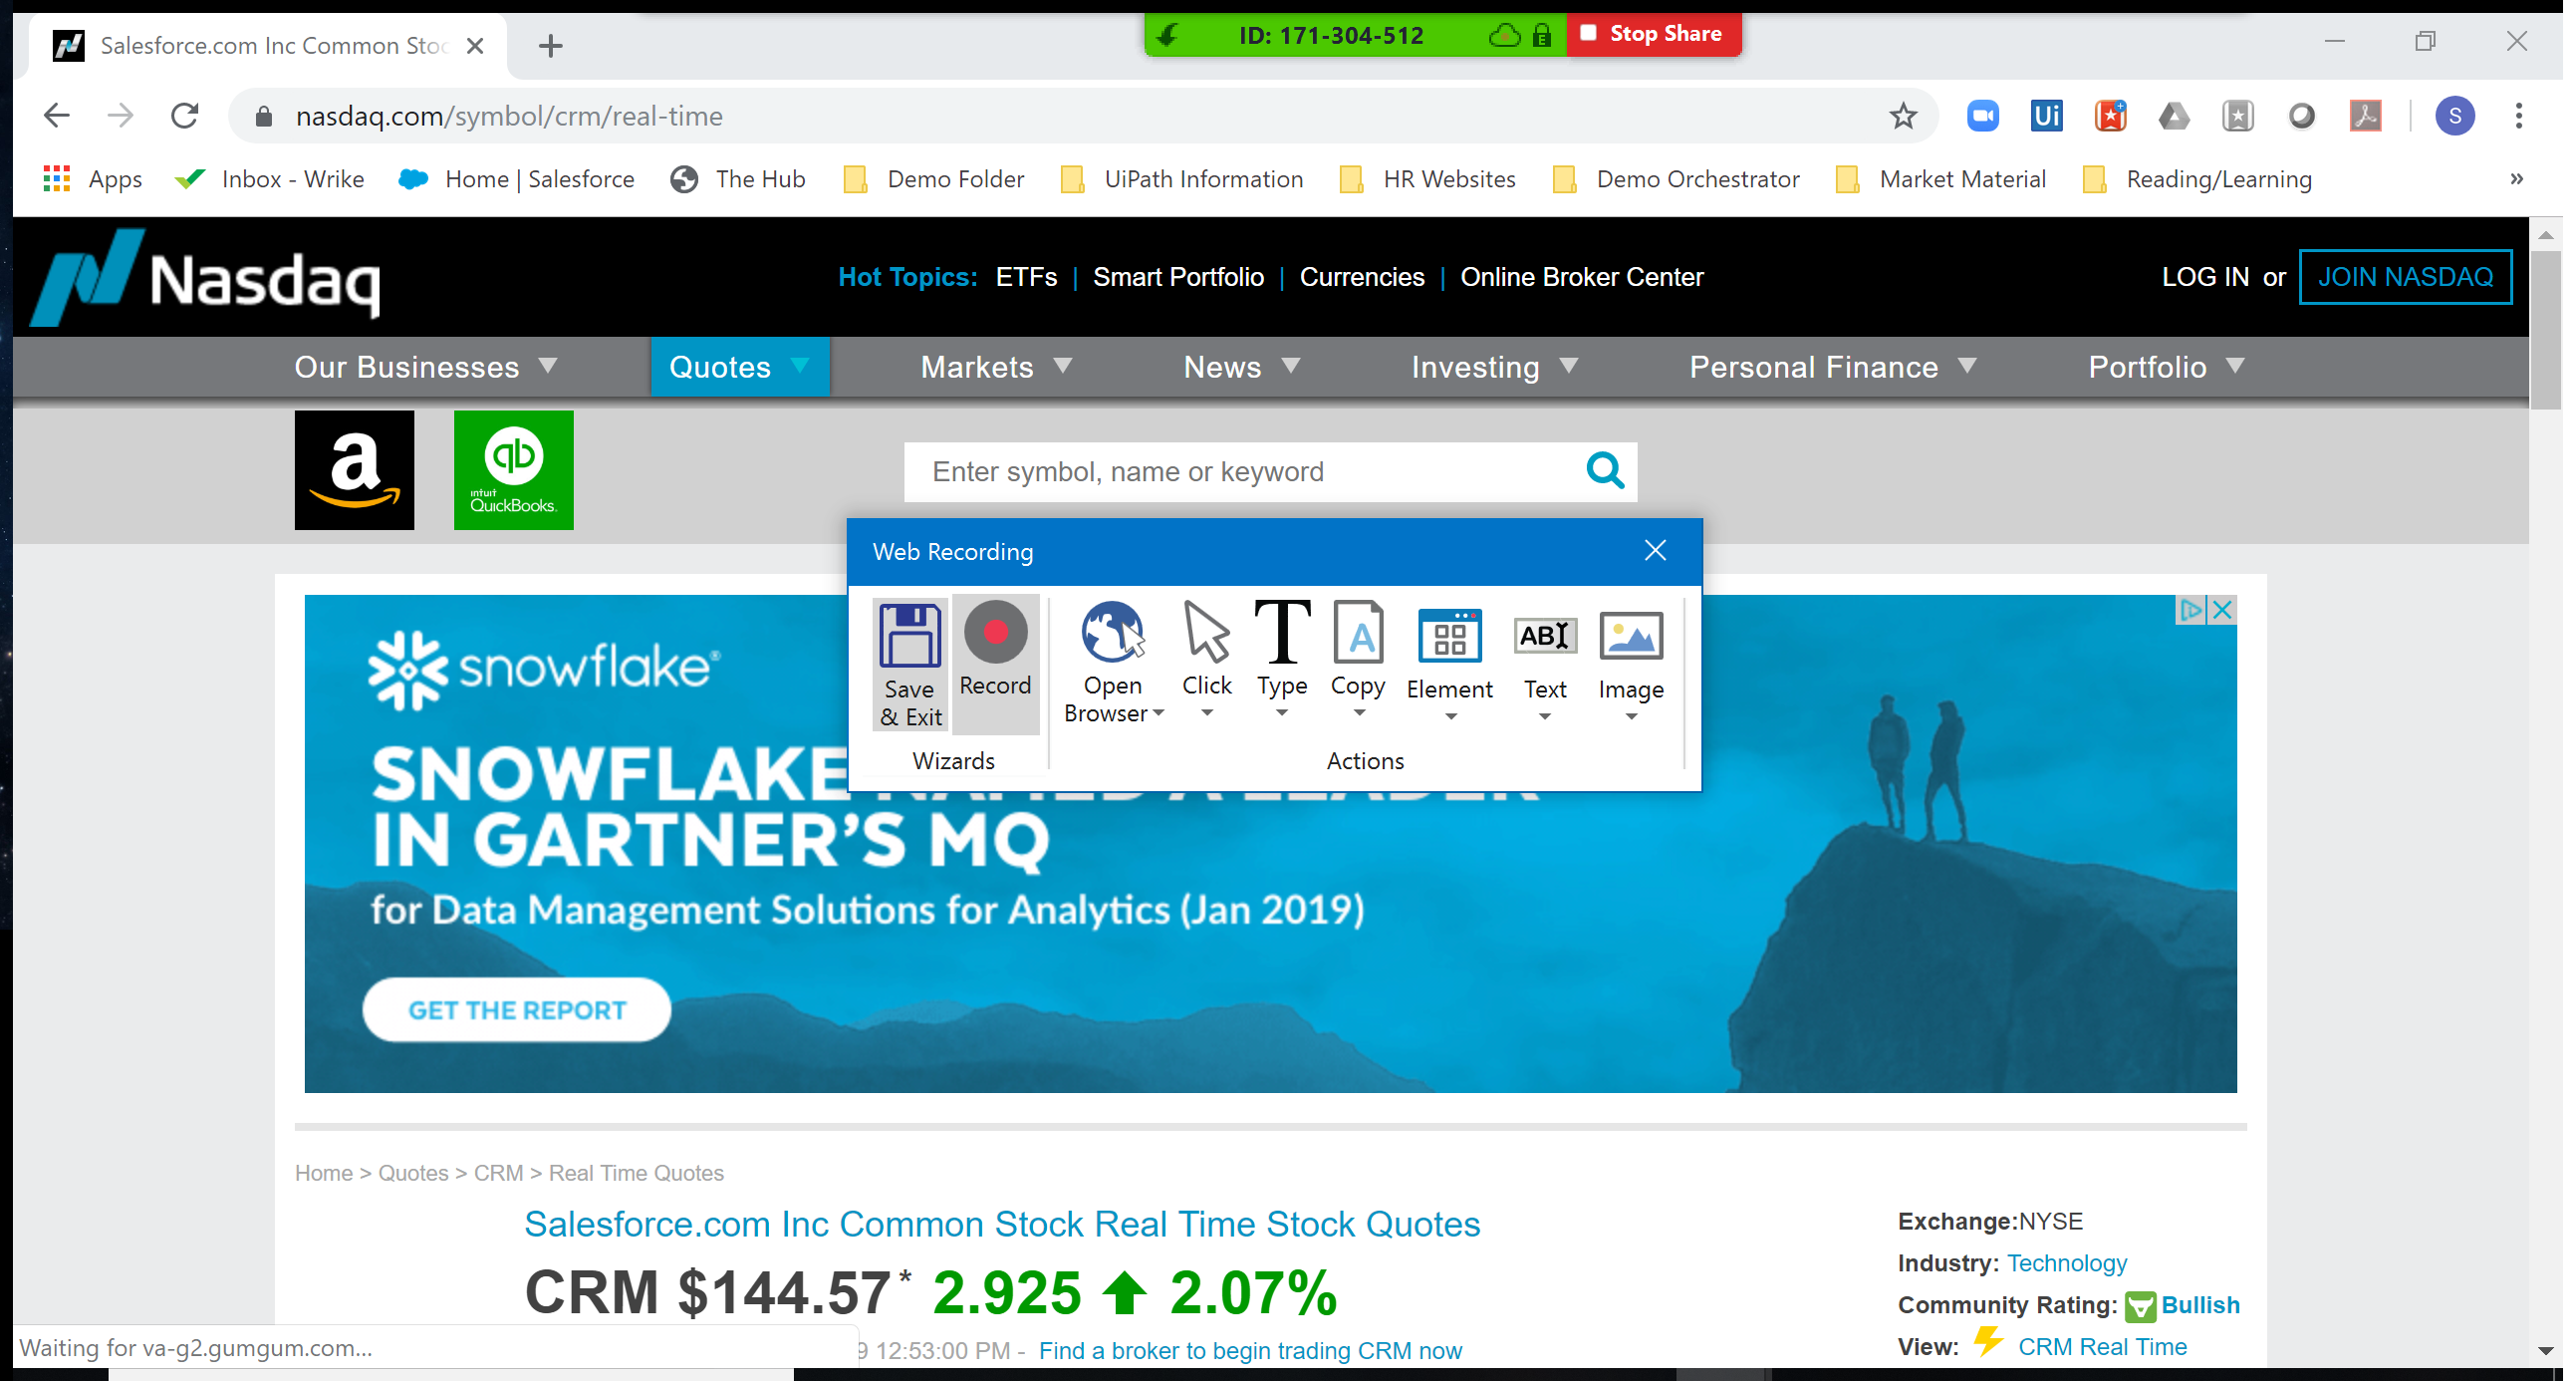 Salesforce.com Inc Common Stoc
ID: 171-304-512
Stop Share
nasdaq.com/symbol/crm/real-time
Ui
S
Apps
Inbox - Wrike
Home | Salesforce
The Hub
Demo Folder
UiPath Information
HR Websites
Demo Orchestrator
Market Material
Reading/Learning
»
Nasdaq
Hot Topics: ETFs | Smart Portfolio | Currencies | Online Broker Center
LOG IN or JOIN NASDAQ
Our Businesses
Quotes
Markets
News
Investing
Personal Finance
Portfolio
a
qb
intuit
QuickBooks.
Enter symbol, name or keyword
Web Recording
Save
& Exit
Record
Open
Browser
Click
T
Type
A
Copy
Element
ABI
Text
Image
Wizards
Actions
snowflake®
SNOWFLAKE NAMED A LEADER
IN GARTNER'S MQ
for Data Management Solutions for Analytics (Jan 2019)
GET THE REPORT
Home > Quotes > CRM > Real Time Quotes
Salesforce.com Inc Common Stock Real Time Stock Quotes
CRM $144.57* 2.925 2.07%
Exchange:NYSE
Industry: Technology
Community Rating: Bullish
View: CRM Real Time
Waiting for va-g2.gumgum.com...
9 12:53:00 PM - Find a broker to begin trading CRM now